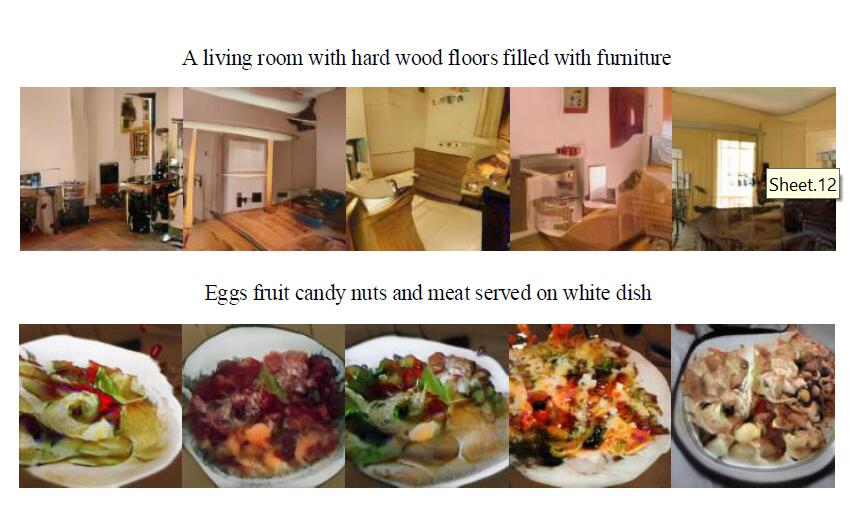 A living room with hard wood floors filled with furniture
Sheet.12
Eggs fruit candy nuts and meat served on white dish